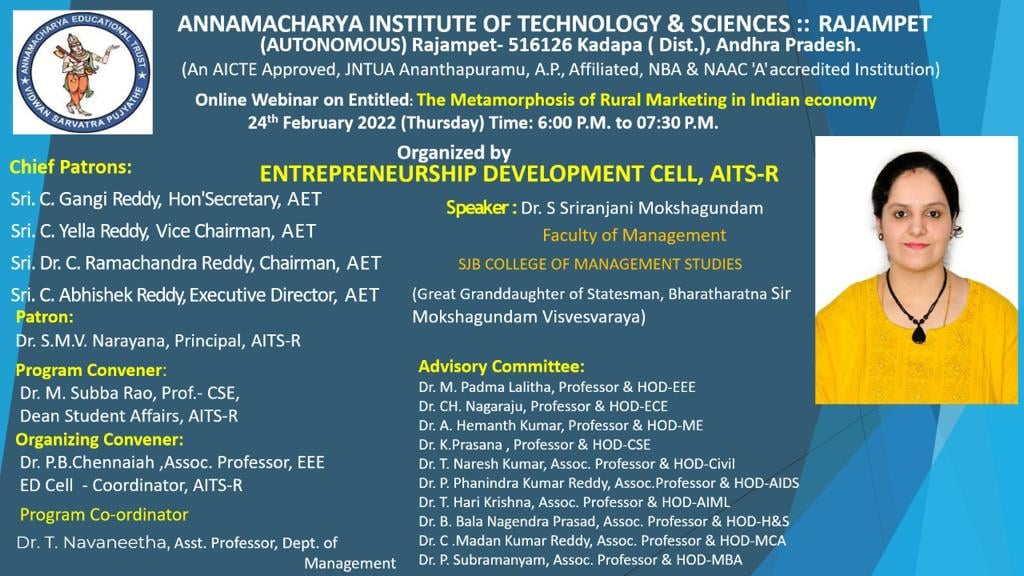 ANNAMACHARYA EDUCATIONAL TRUST
VIDWAN SARVATRA PUJYATHE
ANNAMACHARYA INSTITUTE OF TECHNOLOGY & SCIENCES :: RAJAMPET
(AUTONOMOUS) Rajampet- 516126 Kadapa ( Dist.), Andhra Pradesh.
(An AICTE Approved, JNTUA Ananthapuramu, A.P., Affiliated, NBA & NAAC 'A'accredited Institution)
Online Webinar on Entitled: The Metamorphosis of Rural Marketing in Indian economy
24th February 2022 (Thursday) Time: 6:00 P.M. to 07:30 P.M.
Organized by
ENTREPRENEURSHIP DEVELOPMENT CELL, AITS-R
Chief Patrons:
Sri. C. Gangi Reddy, Hon'Secretary, AET
Sri. C. Yella Reddy, Vice Chairman, AET
Sri. Dr. C. Ramachandra Reddy, Chairman, AET
Sri. C. Abhishek Reddy, Executive Director, AET
Patron:
Dr. S.M.V. Narayana, Principal, AITS-R
Program Convener:
Dr. M. Subba Rao, Prof.- CSE,
Dean Student Affairs, AITS-R
Organizing Convener:
Dr. P.B.Chennaiah ,Assoc. Professor, EEE
ED Cell - Coordinator, AITS-R
Program Co-ordinator
Dr. T. Navaneetha, Asst. Professor, Dept. of
Management
Speaker : Dr. S Sriranjani Mokshagundam
Faculty of Management
SJB COLLEGE OF MANAGEMENT STUDIES
(Great Granddaughter of Statesman, Bharatharatna Sir
Mokshagundam Visvesvaraya)
Advisory Committee:
Dr. M. Padma Lalitha, Professor & HOD-EEE
Dr. CH. Nagaraju, Professor & HOD-ECE
Dr. A. Hemanth Kumar, Professor & HOD-ME
Dr. K.Prasana , Professor & HOD-CSE
Dr. T. Naresh Kumar, Assoc. Professor & HOD-Civil
Dr. P. Phanindra Kumar Reddy, Assoc.Professor & HOD-AIDS
Dr. T. Hari Krishna, Assoc. Professor & HOD-AIML
Dr. B. Bala Nagendra Prasad, Assoc. Professor & HOD-H&S
Dr. C .Madan Kumar Reddy, Assoc. Professor & HOD-MCA
Dr. P. Subramanyam, Assoc. Professor & HOD-MBA